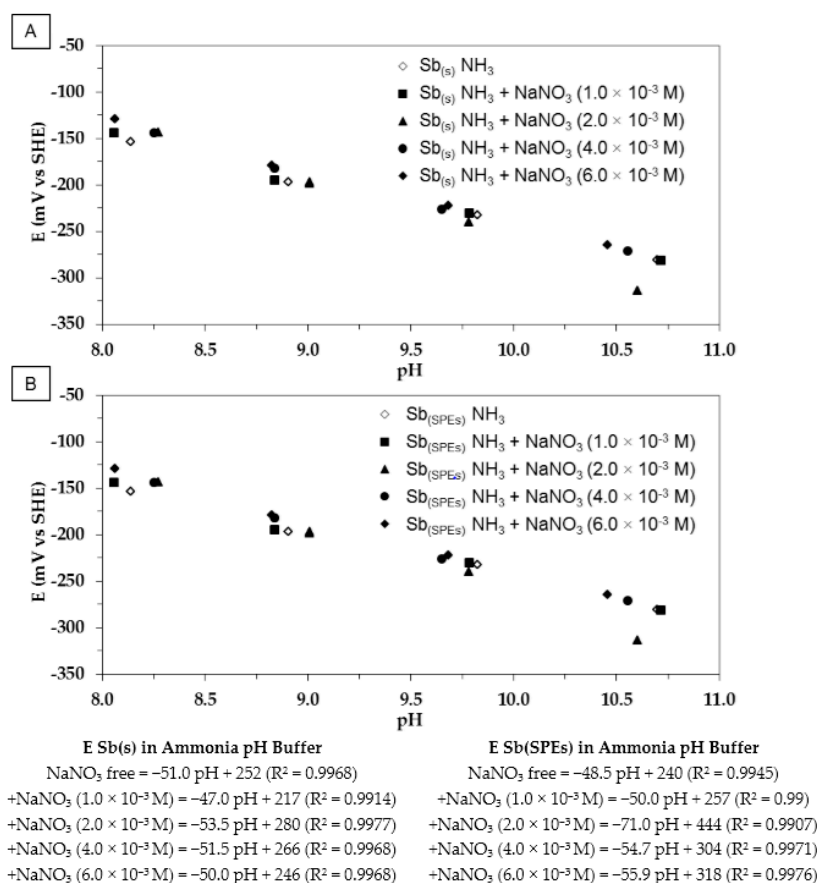 A
-50
-100
-150
-200
-250
-300
-350
E (mV vs SHE)
◇ Sb(s) NH3
■ Sb(s) NH3 + NaNO3 (1.0 × 10⁻³ M)
▲ Sb(s) NH3 + NaNO3 (2.0 × 10⁻³ M)
● Sb(s) NH3 + NaNO3 (4.0 × 10⁻³ M)
◆ Sb(s) NH3 + NaNO3 (6.0 × 10⁻³ M)
8.0 8.5 9.0 9.5 10.0 10.5 11.0
pH
B
-50
-100
-150
-200
-250
-300
-350
E (mV vs SHE)
◇ Sb(SPEs) NH3
■ Sb(SPEs) NH3 + NaNO3 (1.0 × 10⁻³ M)
▲ Sb(SPEs) NH3 + NaNO3 (2.0 × 10⁻³ M)
● Sb(SPEs) NH3 + NaNO3 (4.0 × 10⁻³ M)
◆ Sb(SPEs) NH3 + NaNO3 (6.0 × 10⁻³ M)
8.0 8.5 9.0 9.5 10.0 10.5 11.0
pH
E Sb(s) in Ammonia pH Buffer
NaNO3 free = −51.0 pH + 252 (R² = 0.9968)
+NaNO3 (1.0 × 10⁻³ M) = −47.0 pH + 217 (R² = 0.9914)
+NaNO3 (2.0 × 10⁻³ M) = −53.5 pH + 280 (R² = 0.9977)
+NaNO3 (4.0 × 10⁻³ M) = −51.5 pH + 266 (R² = 0.9968)
+NaNO3 (6.0 × 10⁻³ M) = −50.0 pH + 246 (R² = 0.9968)
E Sb(SPEs) in Ammonia pH Buffer
NaNO3 free = −48.5 pH + 240 (R² = 0.9945)
+NaNO3 (1.0 × 10⁻³ M) = −50.0 pH + 257 (R² = 0.99)
+NaNO3 (2.0 × 10⁻³ M) = −71.0 pH + 444 (R² = 0.9907)
+NaNO3 (4.0 × 10⁻³ M) = −54.7 pH + 304 (R² = 0.9971)
+NaNO3 (6.0 × 10⁻³ M) = −55.9 pH + 318 (R² = 0.9976)